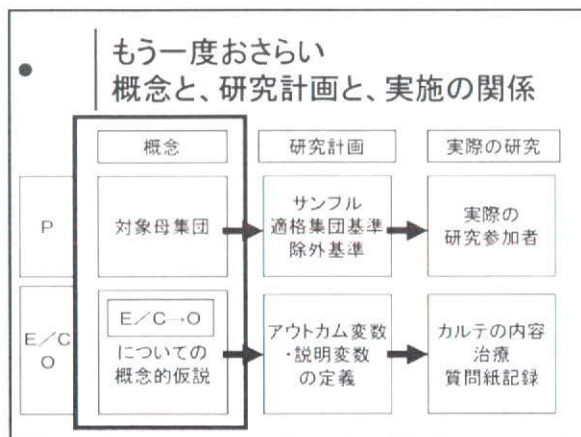 もう一度おさらい
概念と、研究計画と、実施の関係
概念
研究計画
実際の研究
P
対象母集団
サンプル
適格集団基準
除外基準
実際の
研究参加者
E/C
O
E/C→O
についての
概念的仮説
アウトカム変数
・説明変数
の定義
カルテの内容
治療
質問紙記録